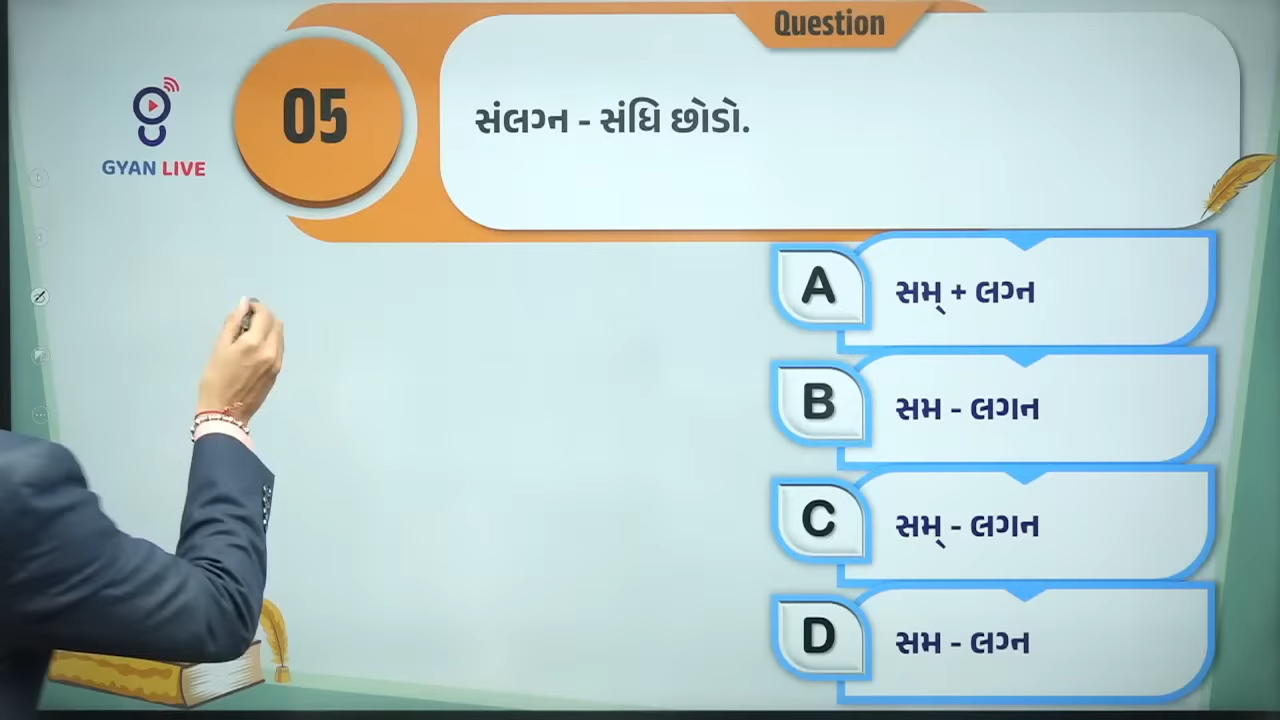 Question
05
સંલગ્ન - સંધિ છોડો.
GYAN LIVE
A
સમ્ + લગ્ન
B
સમ - લગન
C
સમ્ - લગન
D
સમ - લગ્ન